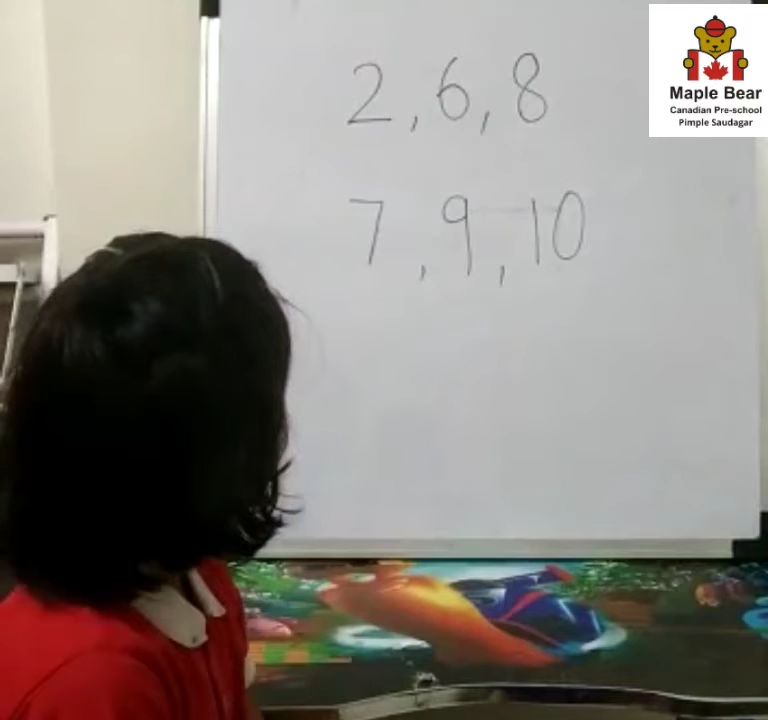 2, 6, 8
7, 9, 10
Maple Bear
Canadian Pre-school
Pimple Saudagar